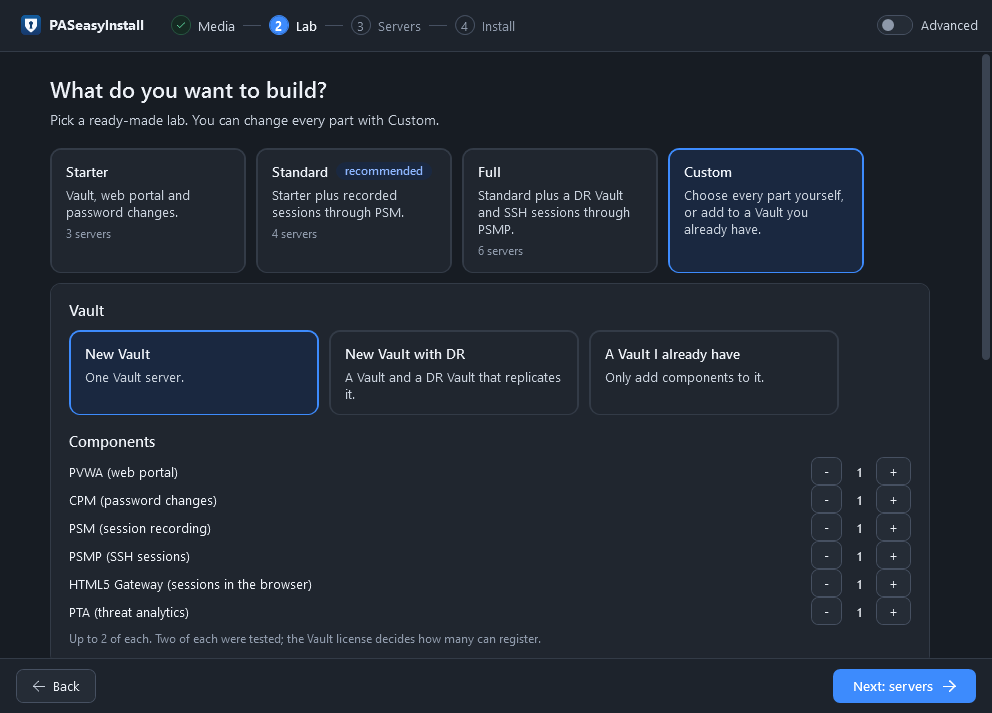 PASeasyInstall
Media
2 Lab
3 Servers
4 Install
Advanced
What do you want to build?
Pick a ready-made lab. You can change every part with Custom.
Starter
Vault, web portal and
password changes.
3 servers
Standard recommended
Starter plus recorded
sessions through PSM.
4 servers
Full
Standard plus a DR Vault
and SSH sessions through
PSMP.
6 servers
Custom
Choose every part yourself,
or add to a Vault you
already have.
Vault
New Vault
One Vault server.
New Vault with DR
A Vault and a DR Vault that replicates
it.
A Vault I already have
Only add components to it.
Components
PVWA (web portal) - 1 +
CPM (password changes) - 1 +
PSM (session recording) - 1 +
PSMP (SSH sessions) - 1 +
HTML5 Gateway (sessions in the browser) - 1 +
PTA (threat analytics) - 1 +
Up to 2 of each. Two of each were tested; the Vault license decides how many can register.
← Back
Next: servers →